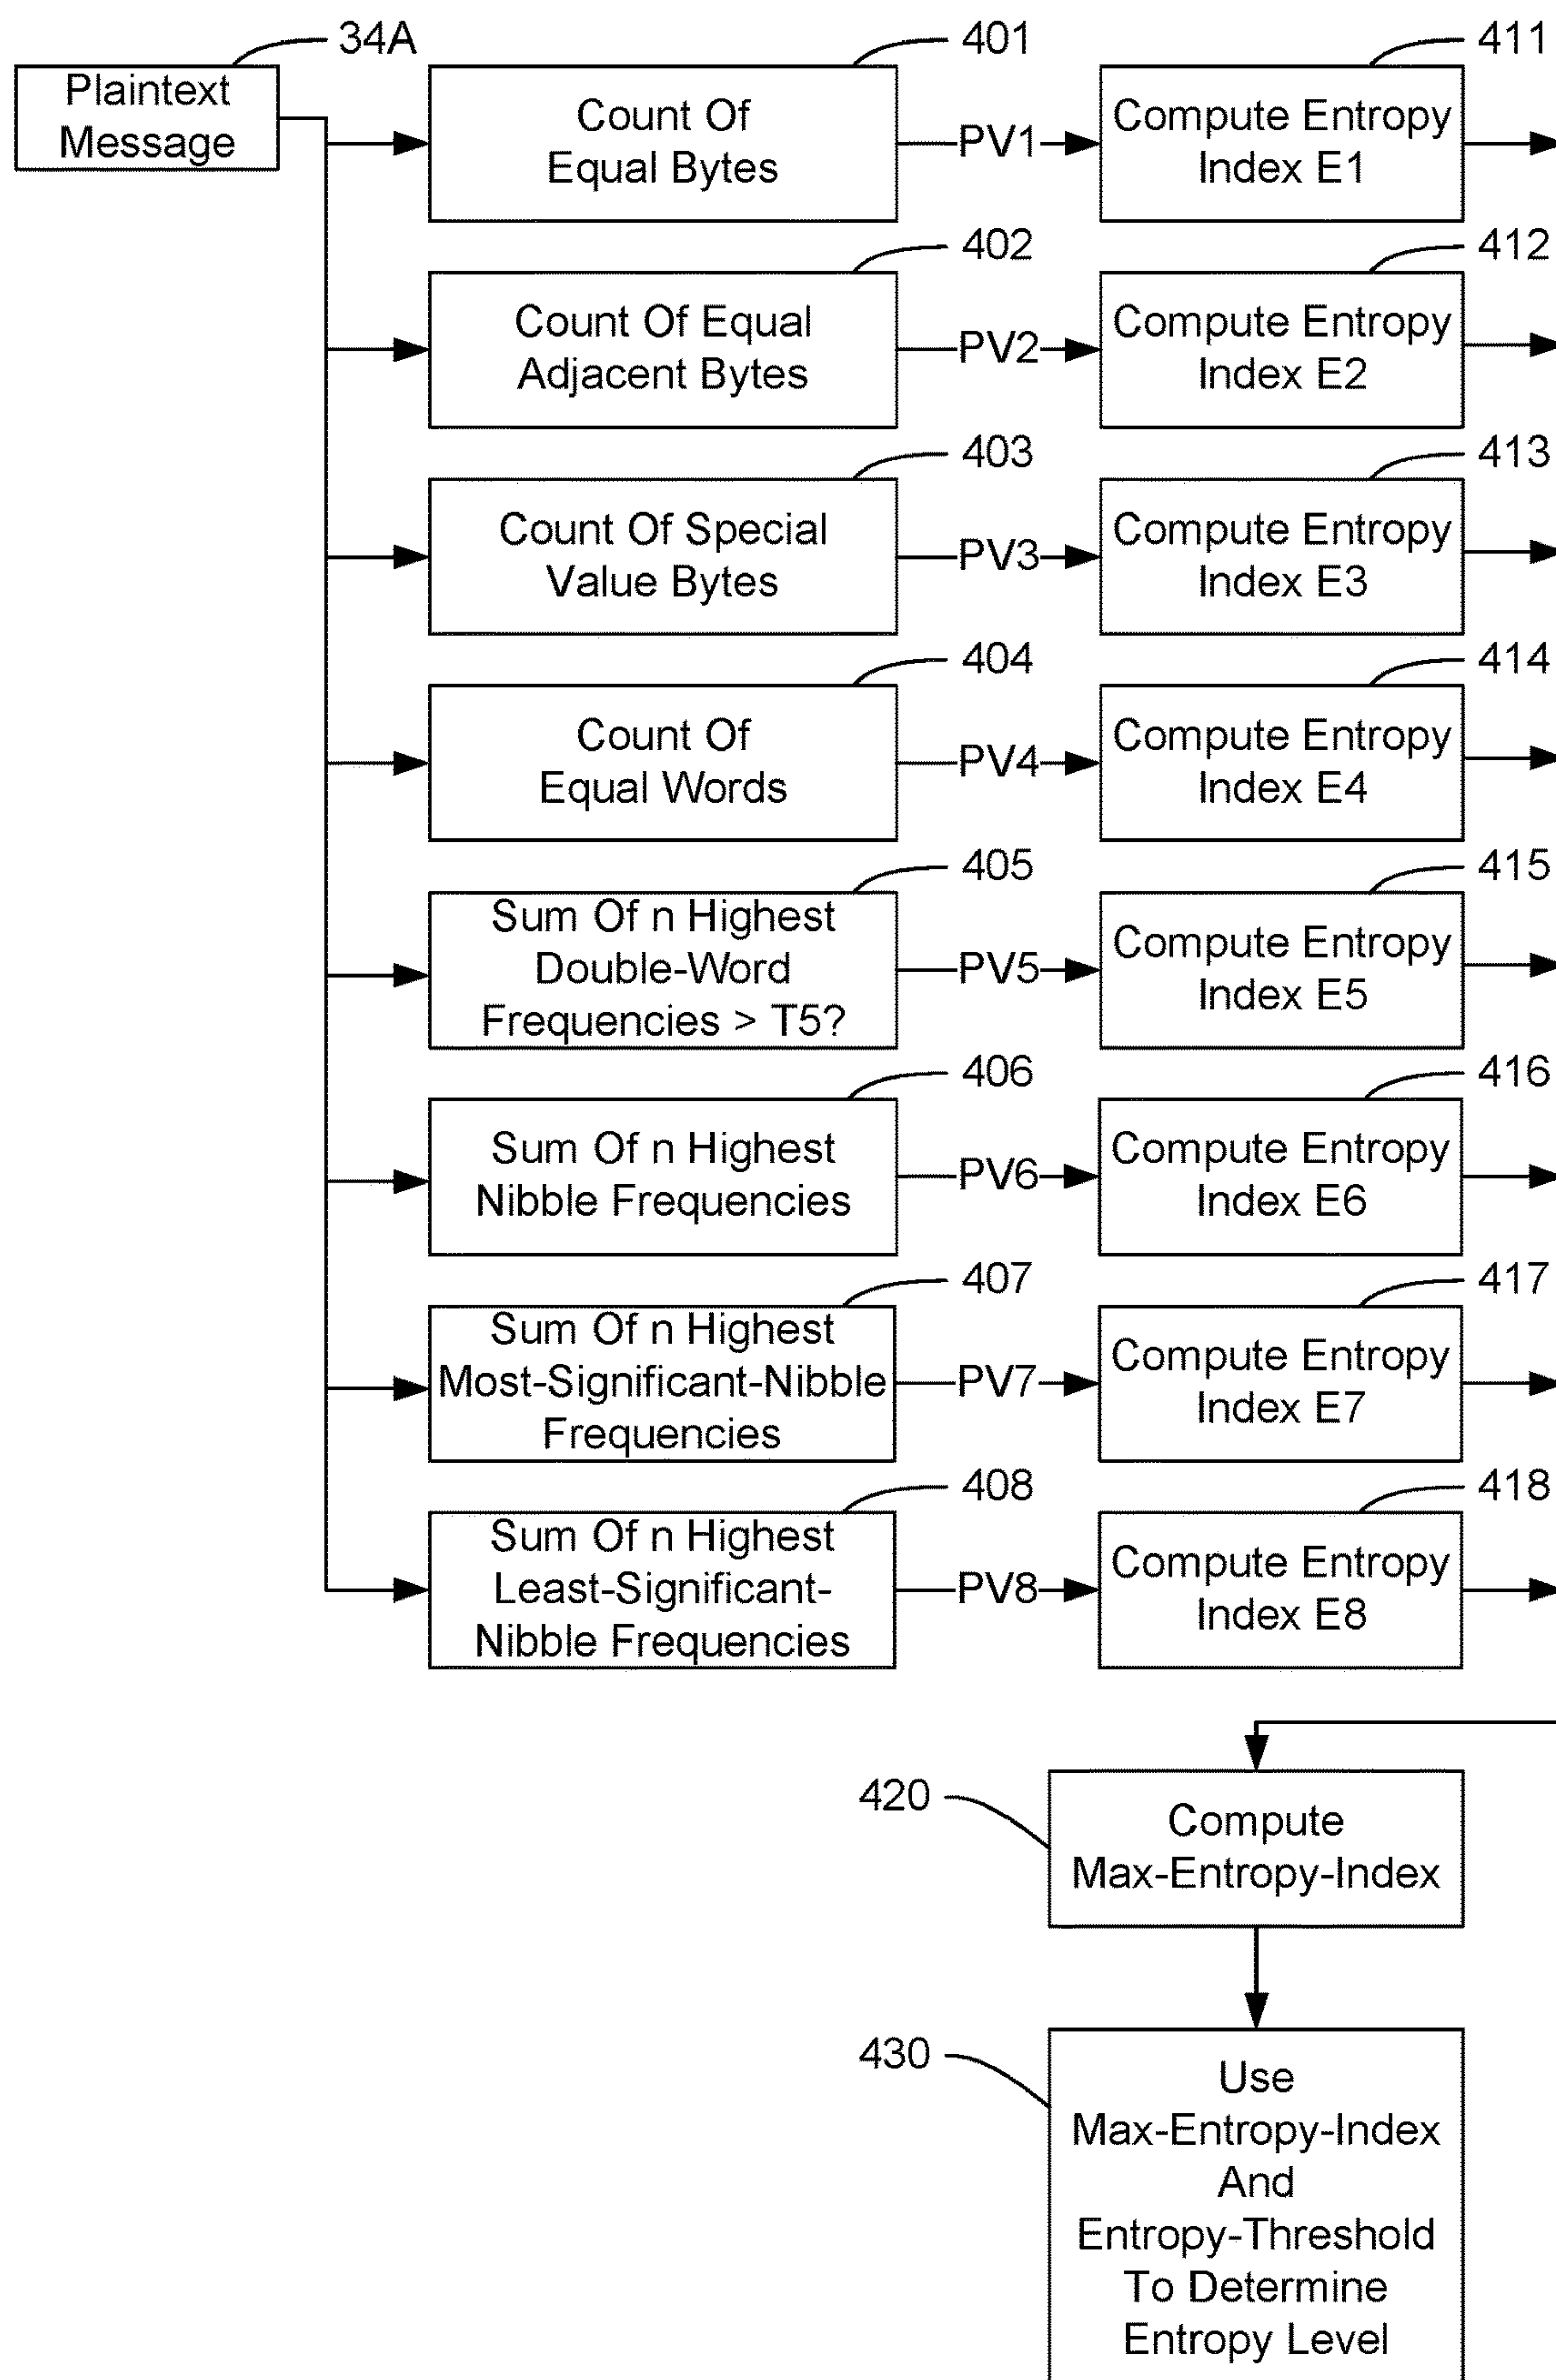 34A
Plaintext
Message
401
Count Of
Equal Bytes
PV1
411
Compute Entropy
Index E1
402
Count Of Equal
Adjacent Bytes
PV2
412
Compute Entropy
Index E2
403
Count Of Special
Value Bytes
PV3
413
Compute Entropy
Index E3
404
Count Of
Equal Words
PV4
414
Compute Entropy
Index E4
405
Sum Of n Highest
Double-Word
Frequencies > T5?
PV5
415
Compute Entropy
Index E5
406
Sum Of n Highest
Nibble Frequencies
PV6
416
Compute Entropy
Index E6
407
Sum Of n Highest
Most-Significant-Nibble
Frequencies
PV7
417
Compute Entropy
Index E7
408
Sum Of n Highest
Least-Significant-
Nibble Frequencies
PV8
418
Compute Entropy
Index E8
420
Compute
Max-Entropy-Index
430
Use
Max-Entropy-Index
And
Entropy-Threshold
To Determine
Entropy Level